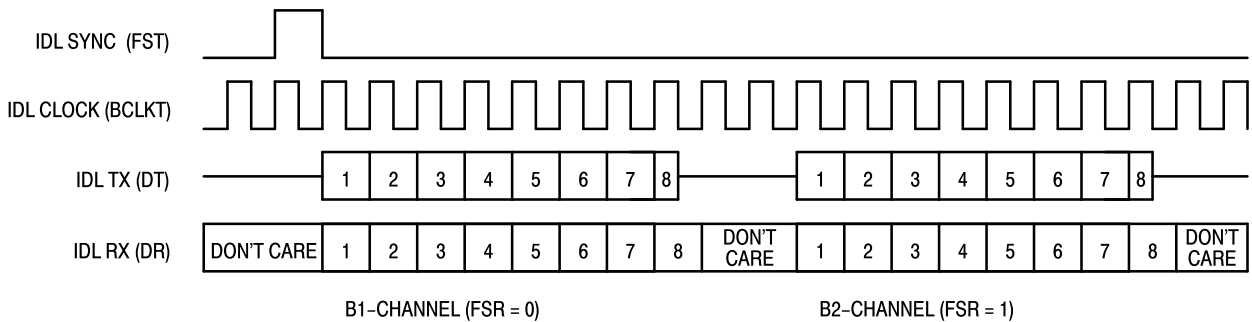 IDL SYNC (FST)
IDL CLOCK (BCLKT)
IDL TX (DT) 1 2 3 4 5 6 7 8 1 2 3 4 5 6 7 8
IDL RX (DR) DON'T CARE 1 2 3 4 5 6 7 8 DON'T CARE 1 2 3 4 5 6 7 8 DON'T CARE
B1–CHANNEL (FSR = 0) B2–CHANNEL (FSR = 1)